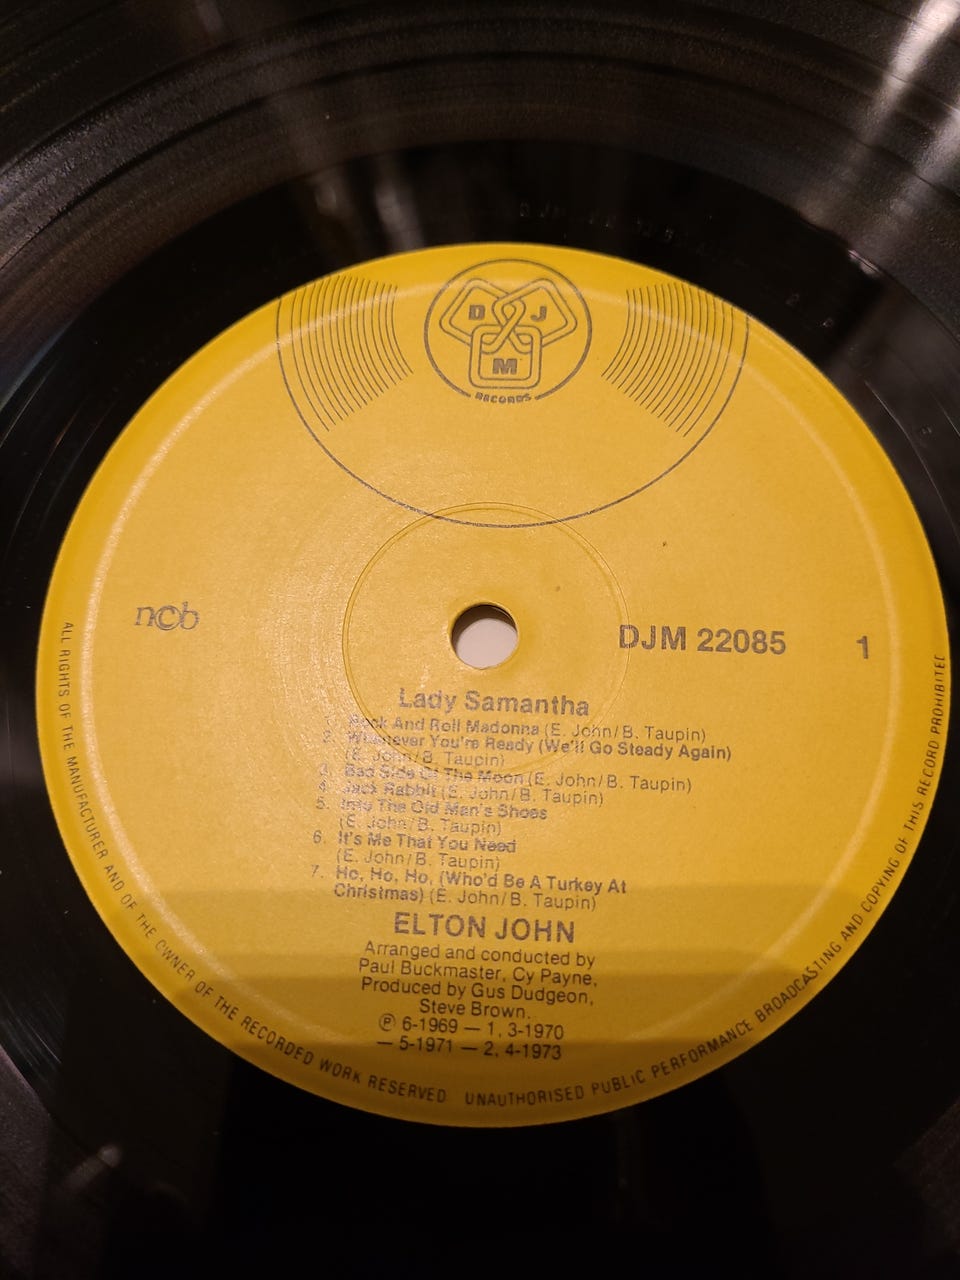 D J
M
RECORDS
ncb
DJM 22085 1
Lady Samantha
1. Rock And Roll Madonna (E. John/B. Taupin)
2. Whenever You're Ready (We'll Go Steady Again)
(E. John/B. Taupin)
3. Bad Side Of The Moon (E. John/B. Taupin)
4. Jack Rabbit (E. John/B. Taupin)
5. Into The Old Man's Shoes
(E. John/B. Taupin)
6. It's Me That You Need
(E. John/B. Taupin)
7. Ho, Ho, Ho, (Who'd Be A Turkey At
Christmas) (E. John/B. Taupin)
ELTON JOHN
Arranged and conducted by
Paul Buckmaster, Cy Payne,
Produced by Gus Dudgeon,
Steve Brown.
℗ 6-1969 — 1, 3-1970
— 5-1971 — 2, 4-1973
ALL RIGHTS OF THE MANUFACTURER AND OF THE OWNER OF THE RECORDED WORK RESERVED UNAUTHORISED PUBLIC PERFORMANCE BROADCASTING AND COPYING OF THIS RECORD PROHIBITED